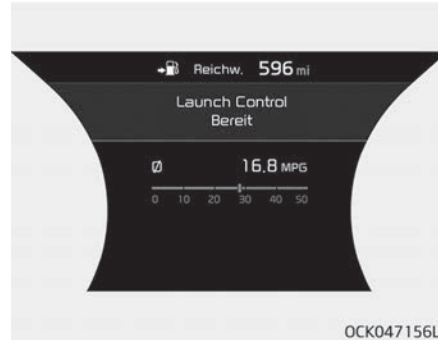 Reichw. 596 mi
Launch Control
Bereit
Ø 16.8 MPG
0 10 20 30 40 50
OCK047156L